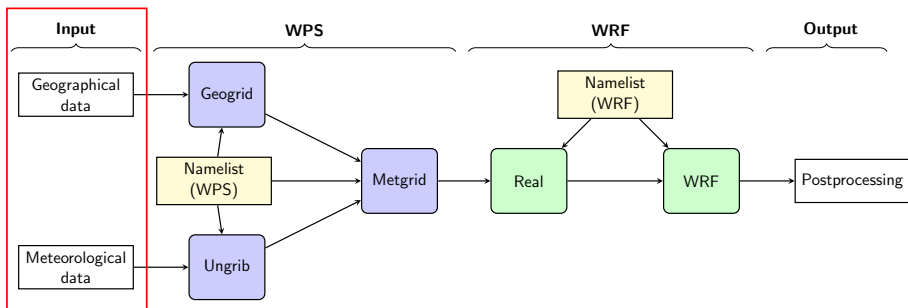 Input
WPS
WRF
Output
Geographical
data
Geogrid
Namelist
(WRF)
Namelist
(WPS)
Metgrid
Real
WRF
Postprocessing
Meteorological
data
Ungrib